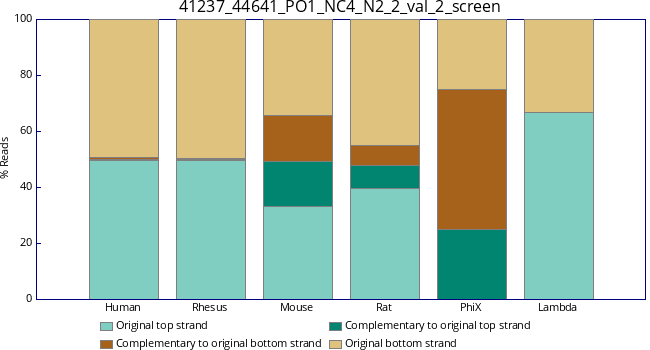 41237_44641_PO1_NC4_N2_2_val_2_screen
100
80
60
40
20
0
% Reads
Human Rhesus Mouse Rat PhiX Lambda
Original top strand Complementary to original top strand
Complementary to original bottom strand Original bottom strand